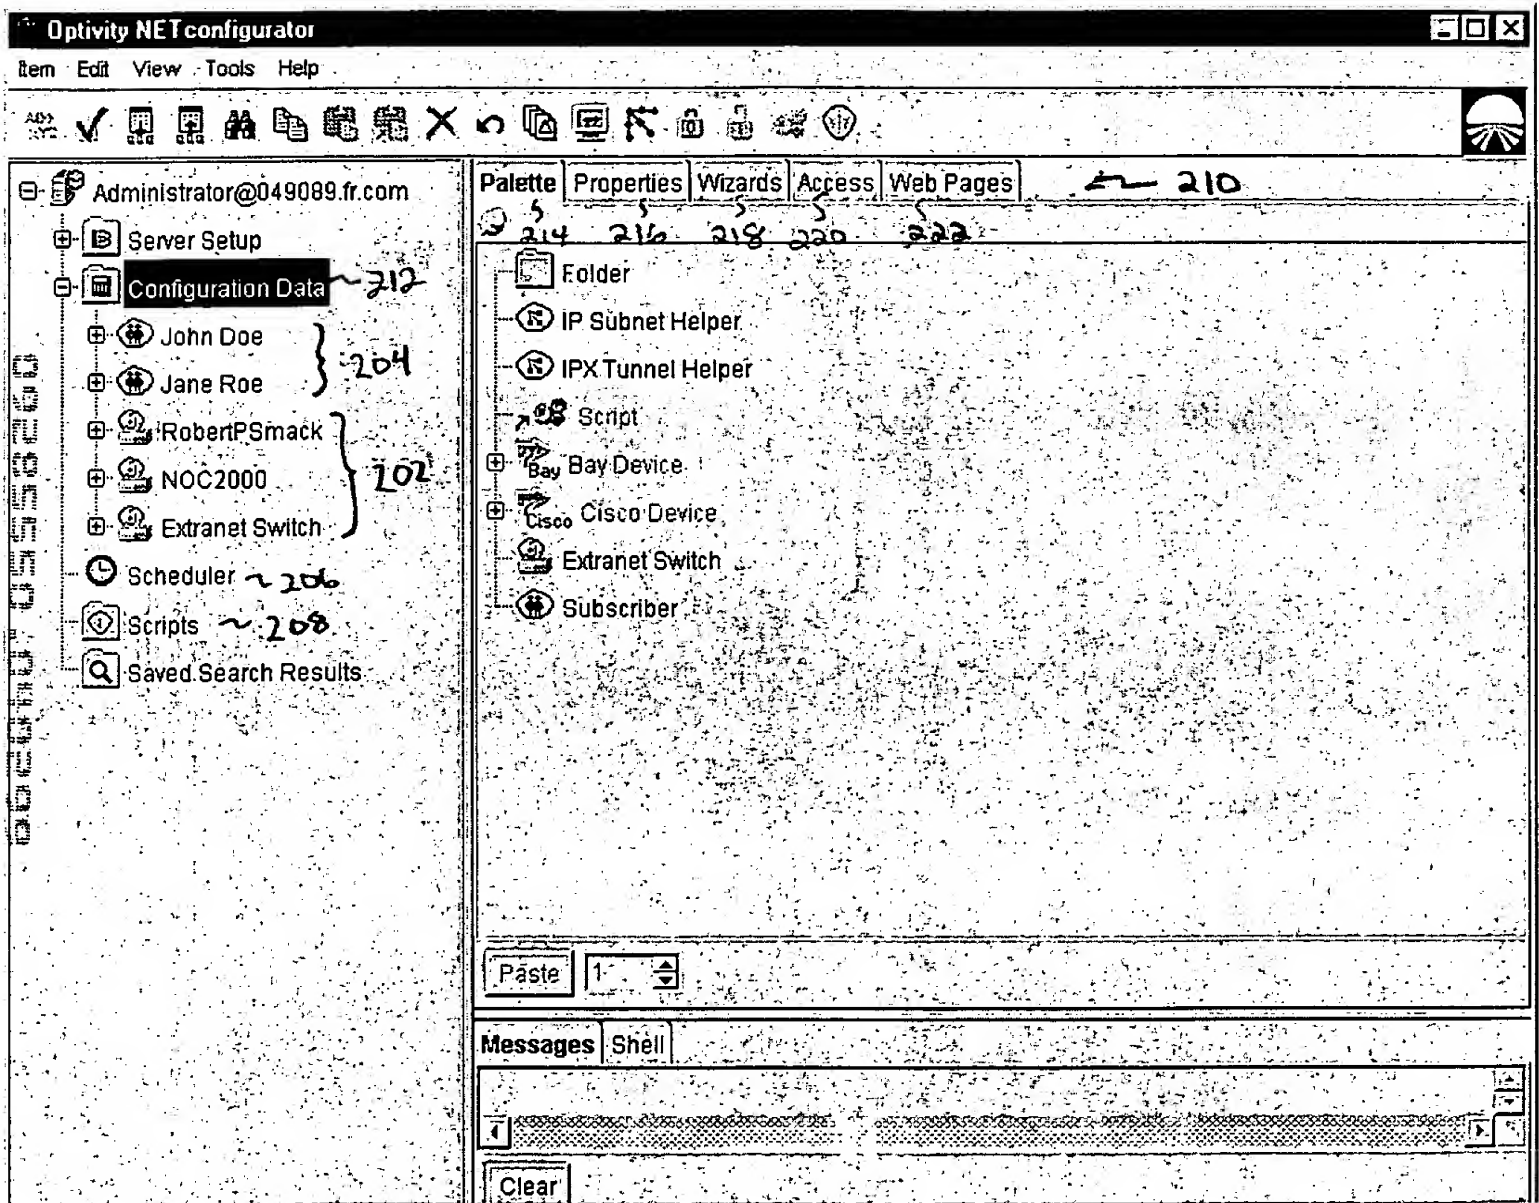 Optivity NETconfigurator
Item Edit View Tools Help
Administrator@049089.fr.com
Server Setup
Configuration Data 212
John Doe
Jane Roe
204
RobertPSmack
NOC2000
Extranet Switch
202
Scheduler ~ 206
Scripts ~ 208
Saved Search Results
Palette Properties Wizards Access Web Pages 210
214 216 218 220 222
Folder
IP Subnet Helper
IPX Tunnel Helper
Script
Bay Bay Device
Cisco Cisco Device
Extranet Switch
Subscriber
Paste 1
Messages Shell
Clear